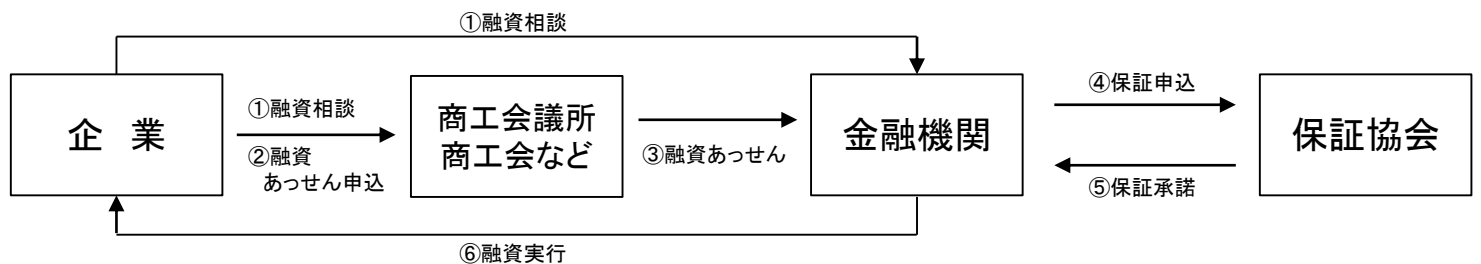 ①融資相談
企　業
①融資相談
②融資
あっせん申込
商工会議所
商工会など
③融資あっせん
金融機関
④保証申込
⑤保証承諾
保証協会
⑥融資実行